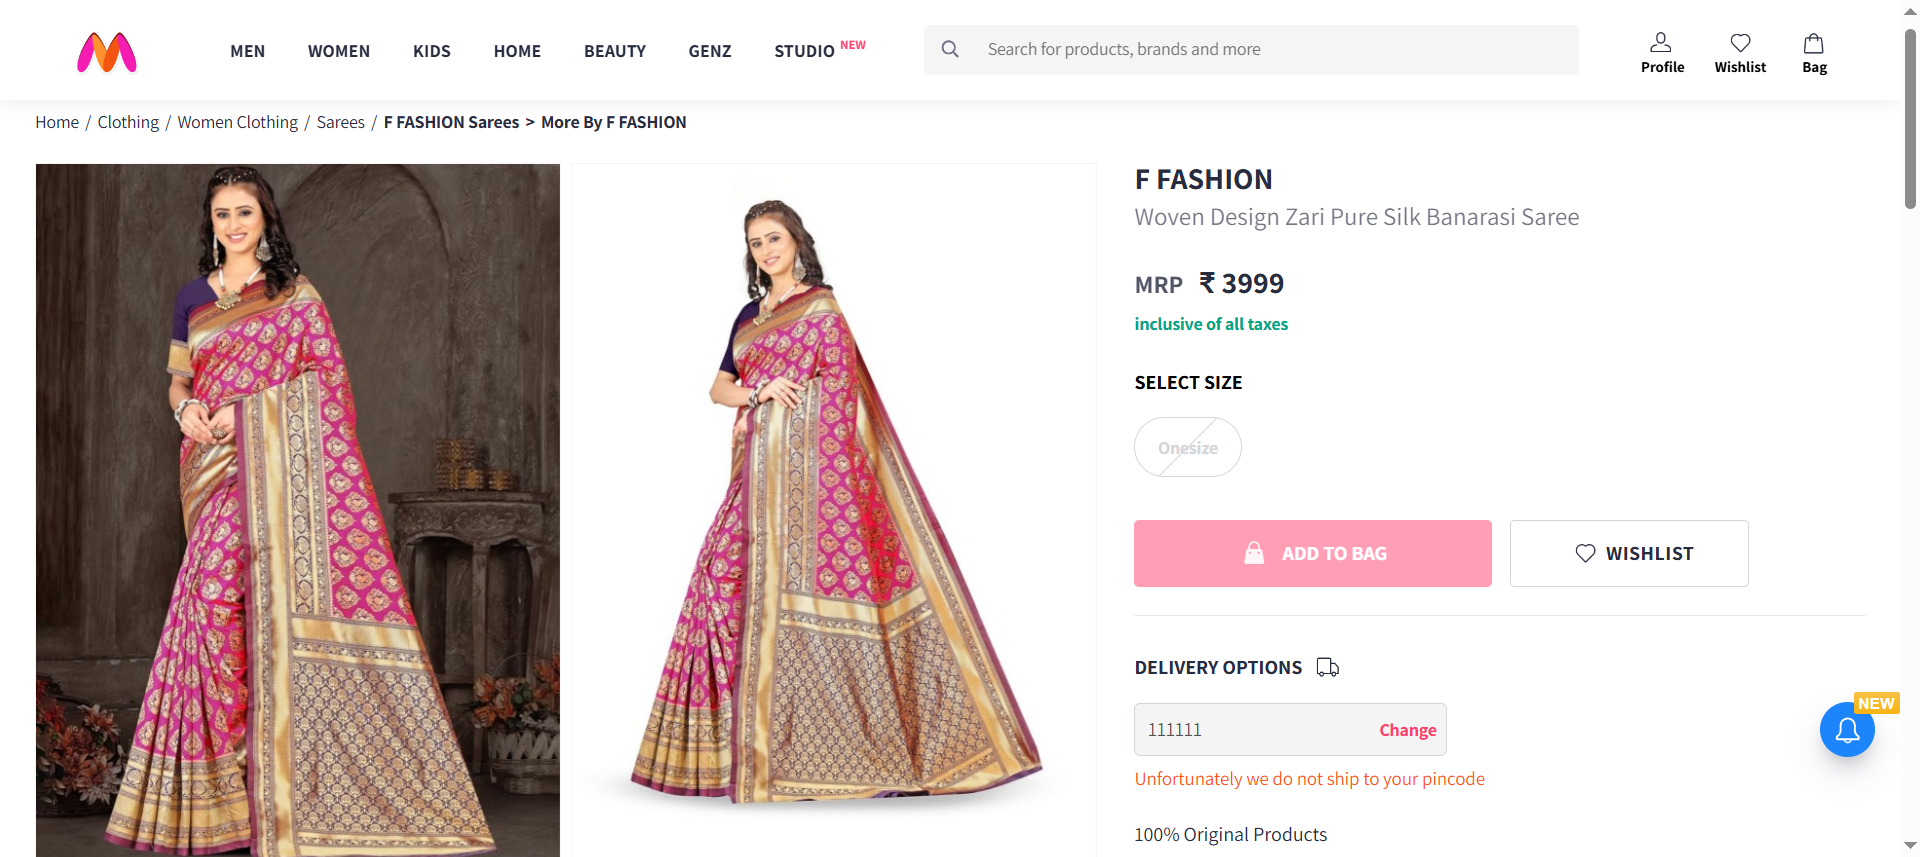 MEN WOMEN KIDS HOME BEAUTY GENZ STUDIO NEW
Search for products, brands and more
Profile Wishlist Bag
Home / Clothing / Women Clothing / Sarees / F FASHION Sarees > More By F FASHION
F FASHION
Woven Design Zari Pure Silk Banarasi Saree
MRP ₹ 3999
inclusive of all taxes
SELECT SIZE
Onesize
ADD TO BAG
WISHLIST
DELIVERY OPTIONS
111111 Change
Unfortunately we do not ship to your pincode
100% Original Products
NEW